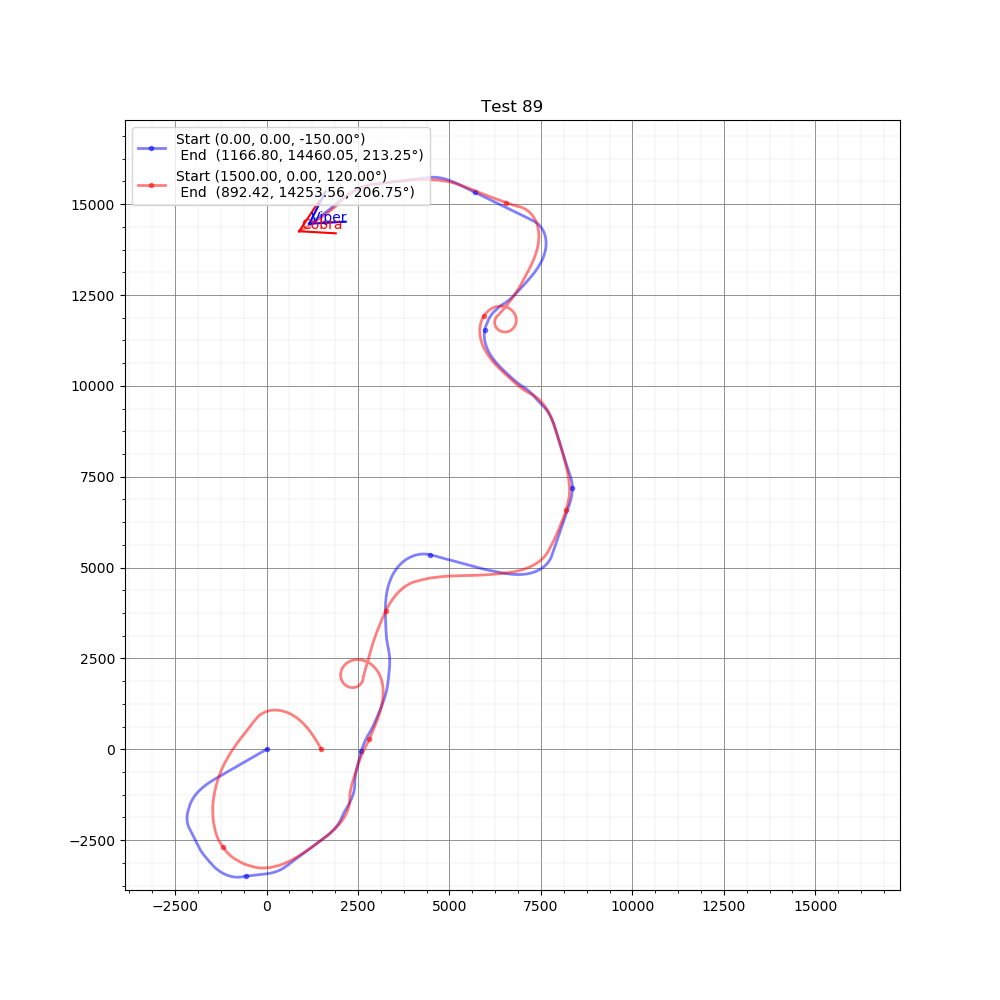 Test 89
Start (0.00, 0.00, -150.00°)
End (1166.80, 14460.05, 213.25°)
Start (1500.00, 0.00, 120.00°)
End (892.42, 14253.56, 206.75°)
Viper
Cobra
15000
12500
10000
7500
5000
2500
0
−2500
−2500 0 2500 5000 7500 10000 12500 15000